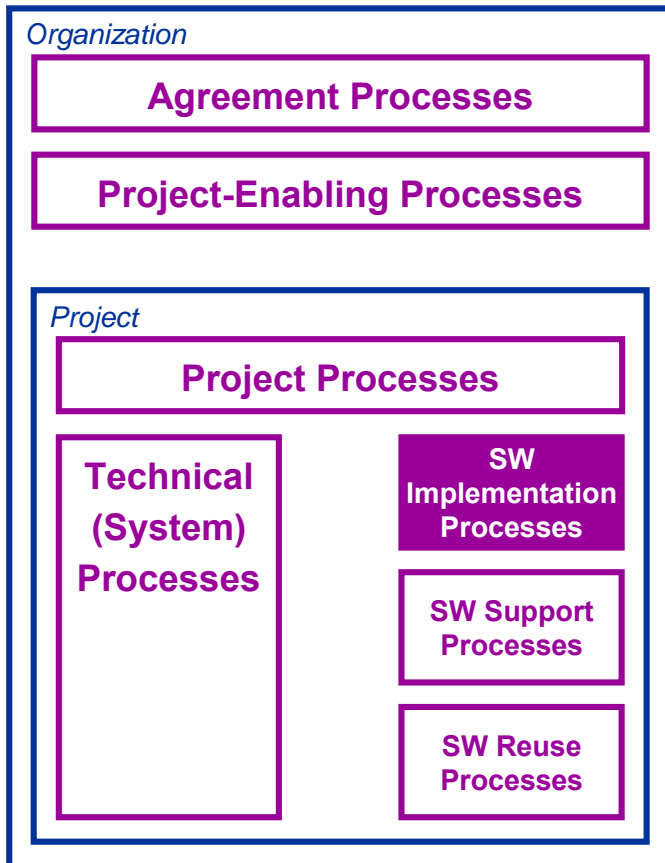 Organization
Agreement Processes
Project-Enabling Processes
Project
Project Processes
Technical
(System)
Processes
SW
Implementation
Processes
SW Support
Processes
SW Reuse
Processes